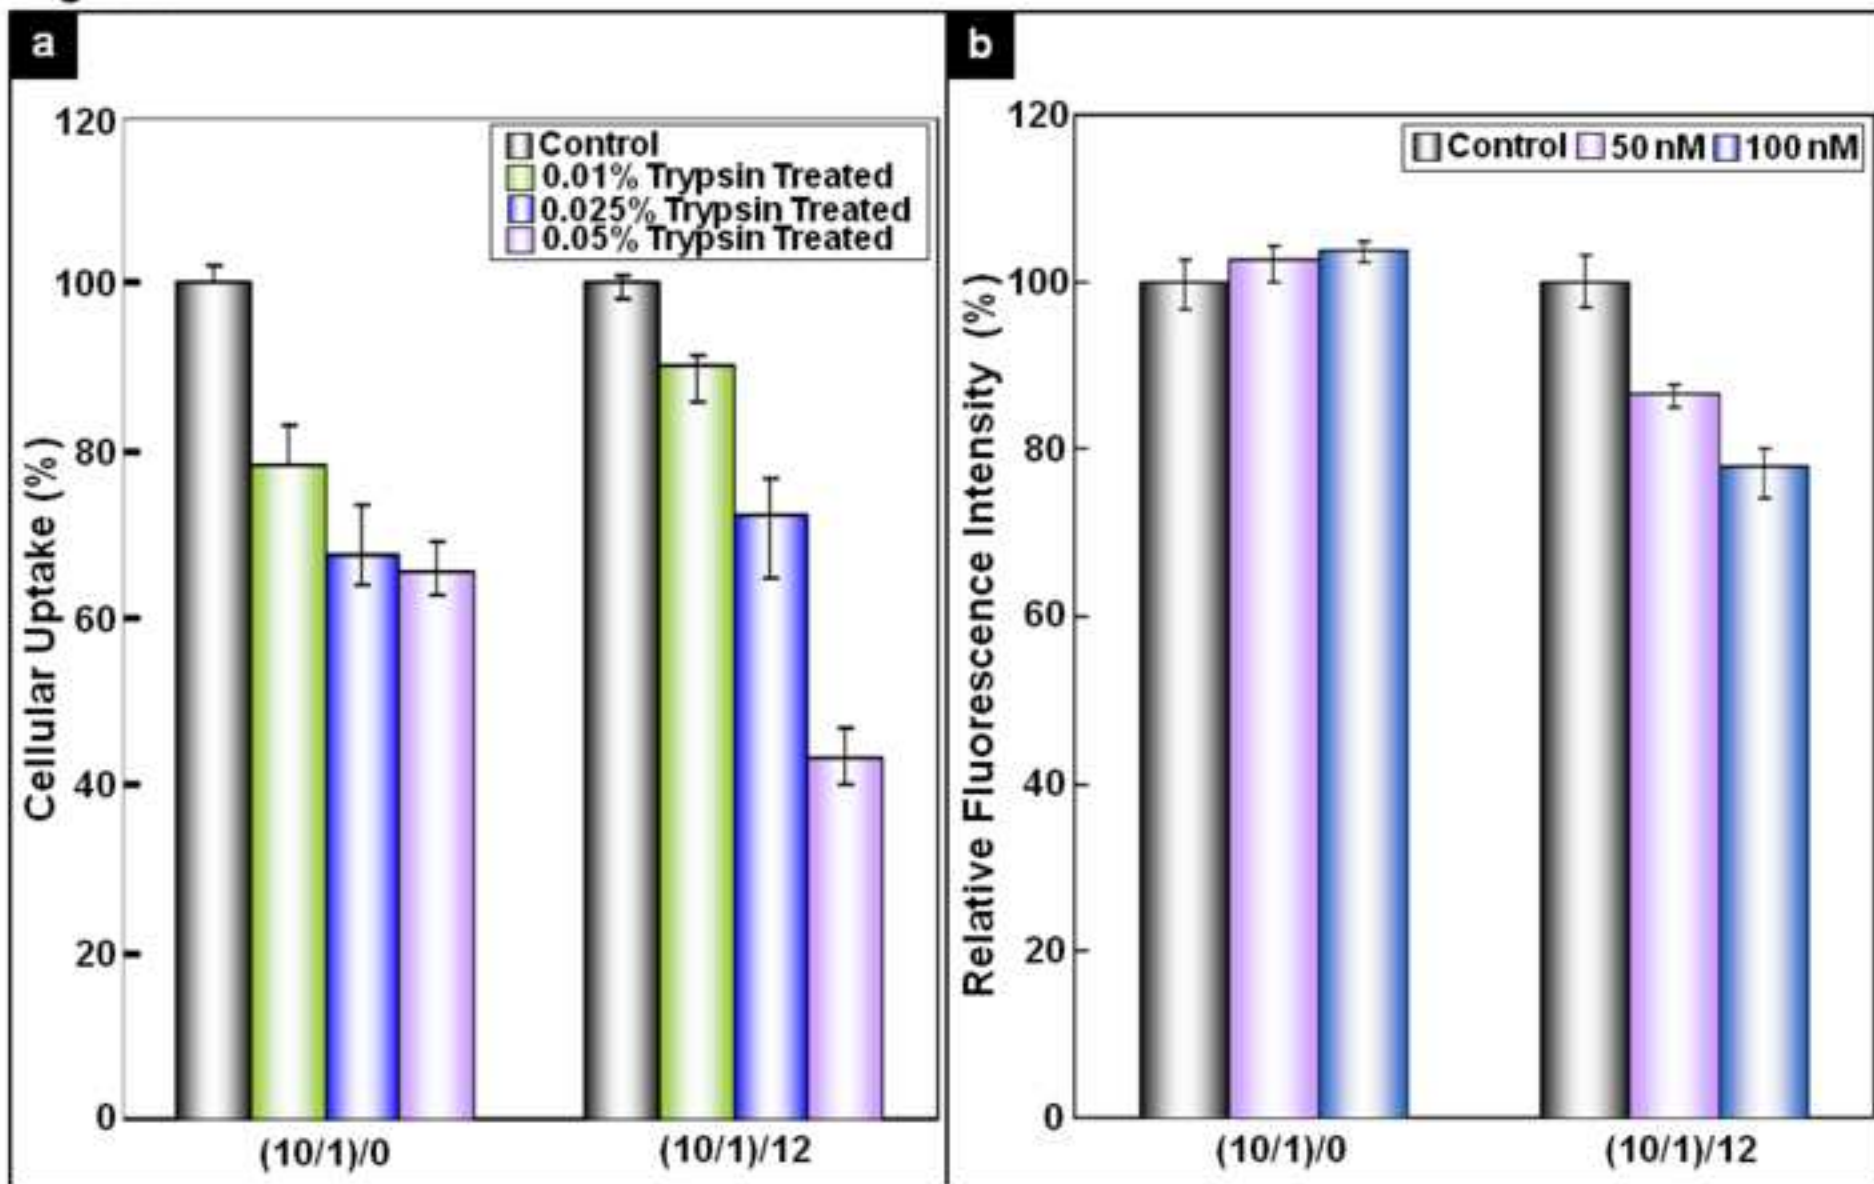 a
120
100
80
60
40
20
0
Cellular Uptake (%)
Control
0.01% Trypsin Treated
0.025% Trypsin Treated
0.05% Trypsin Treated
(10/1)/0
(10/1)/12
b
120
100
80
60
40
20
0
Relative Fluorescence Intensity (%)
Control 50 nM 100 nM
(10/1)/0
(10/1)/12